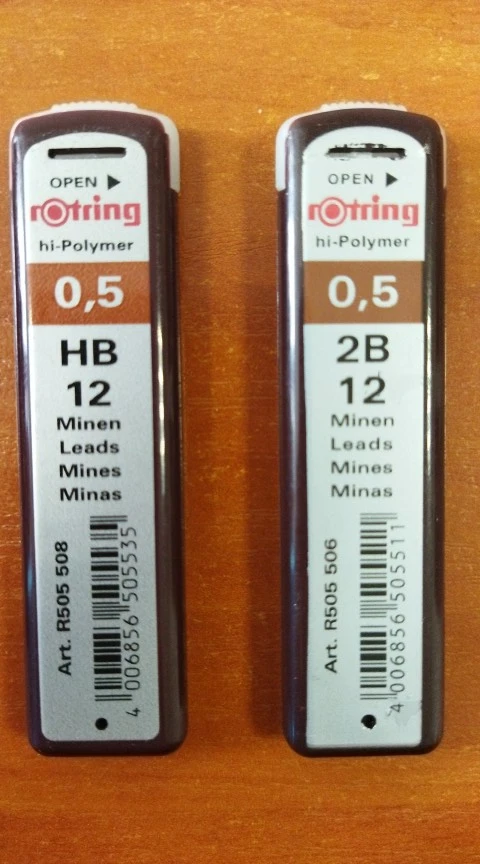 OPEN ▶
rotring
hi-Polymer
0,5
HB
12
Minen
Leads
Mines
Minas
Art. R505 508
4 006856 505535
OPEN ▶
rotring
hi-Polymer
0,5
2B
12
Minen
Leads
Mines
Minas
Art. R505 506
4 006856 505511